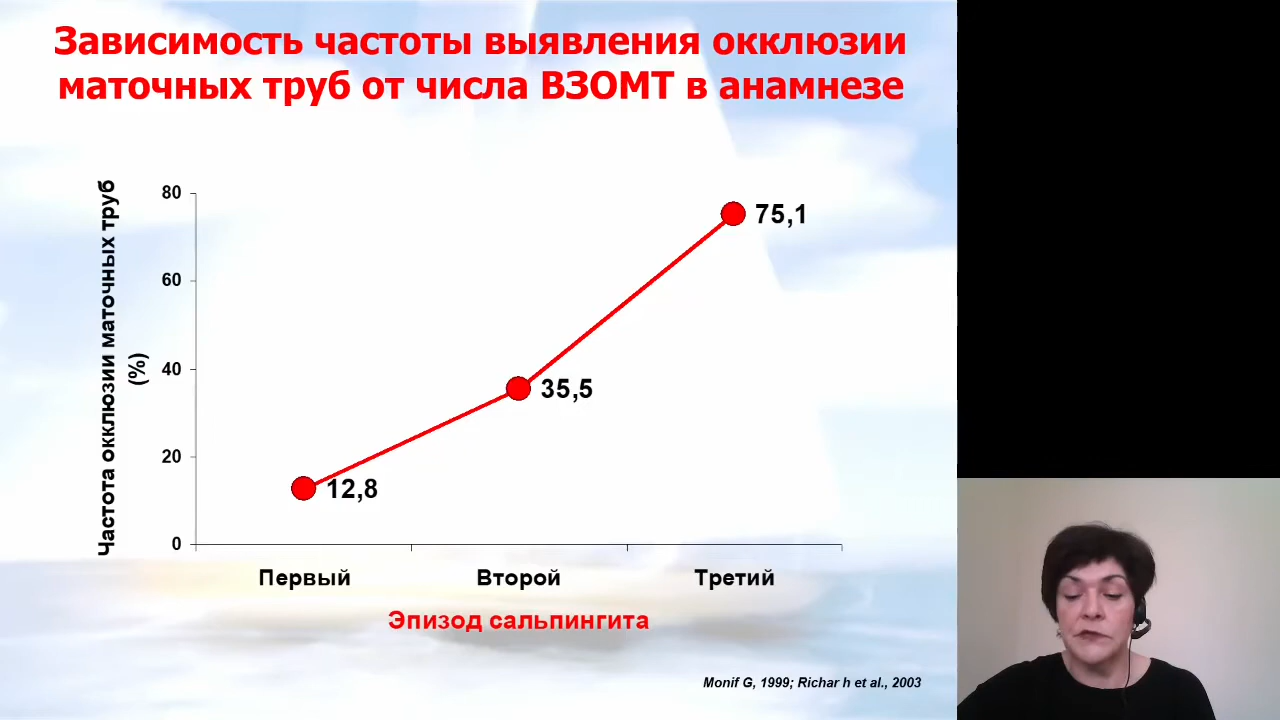 Зависимость частоты выявления окклюзии
маточных труб от числа ВЗОМТ в анамнезе
Частота окклюзии маточных труб
(%)
80
60
40
20
0
75,1
35,5
12,8
Первый
Второй
Третий
Эпизод сальпингита
Monif G, 1999; Richar h et al., 2003